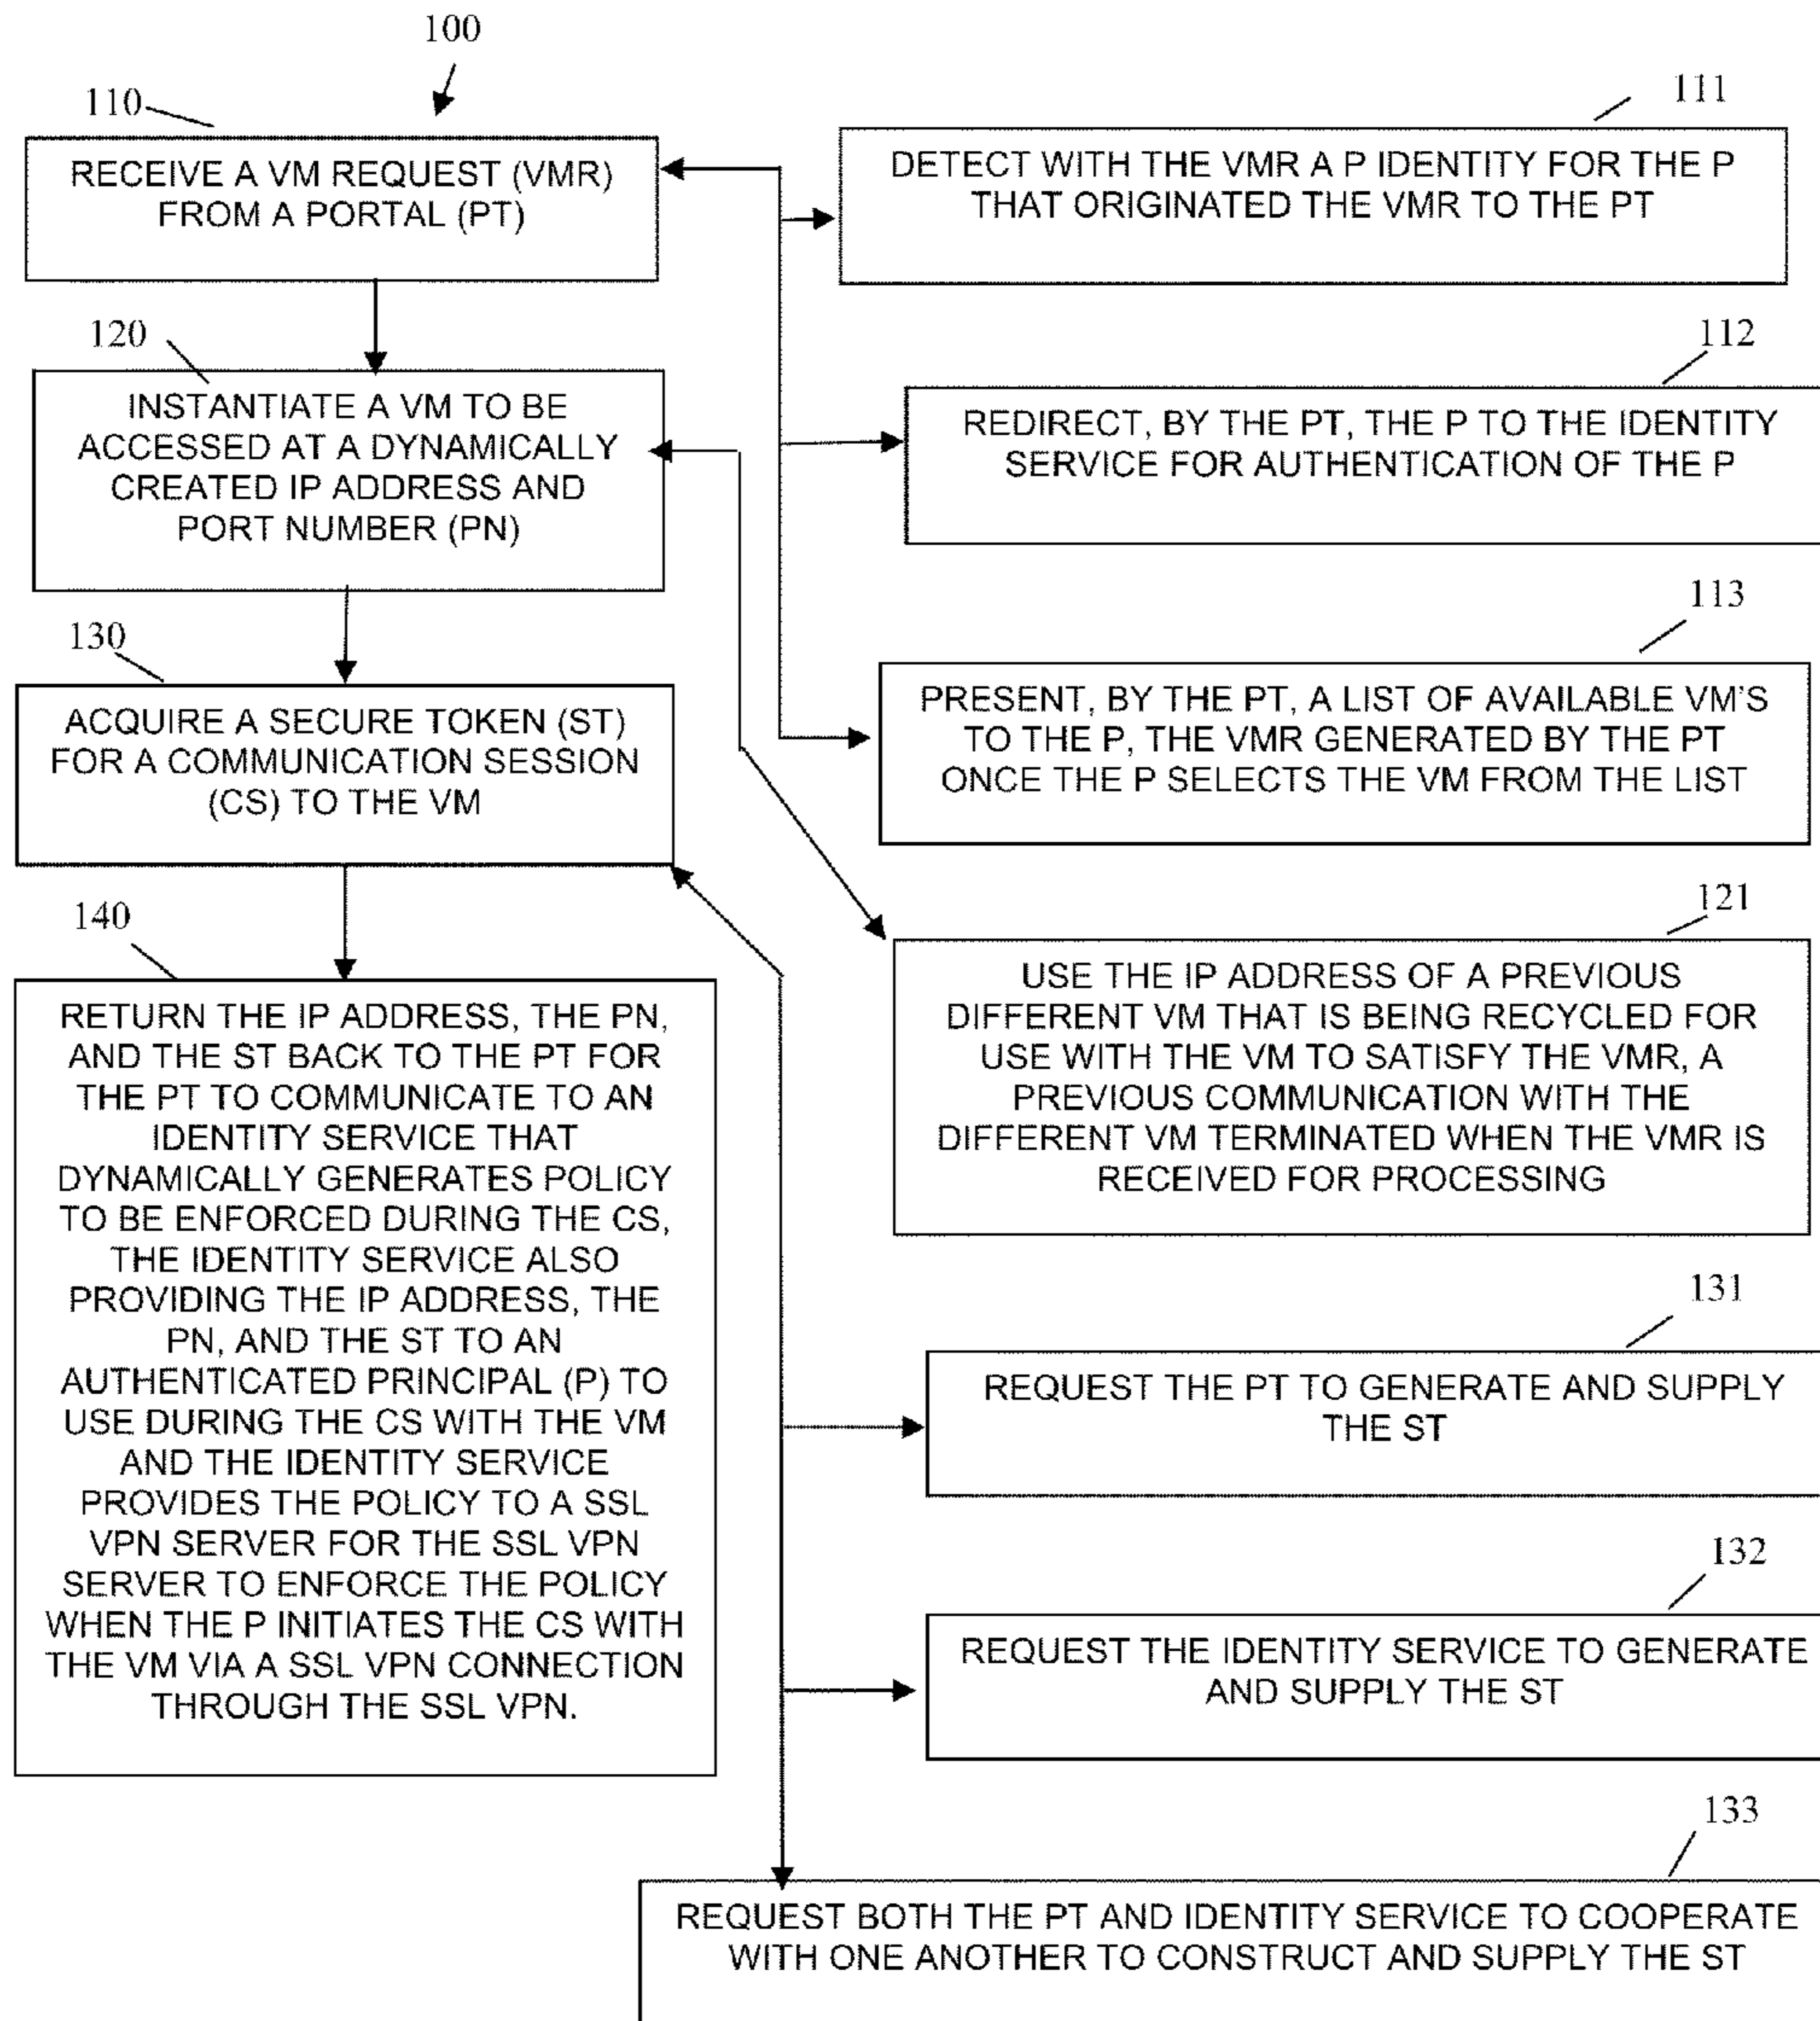 100
110
RECEIVE A VM REQUEST (VMR)
FROM A PORTAL (PT)
120
INSTANTIATE A VM TO BE
ACCESSED AT A DYNAMICALLY
CREATED IP ADDRESS AND
PORT NUMBER (PN)
130
ACQUIRE A SECURE TOKEN (ST)
FOR A COMMUNICATION SESSION
(CS) TO THE VM
140
RETURN THE IP ADDRESS, THE PN,
AND THE ST BACK TO THE PT FOR
THE PT TO COMMUNICATE TO AN
IDENTITY SERVICE THAT
DYNAMICALLY GENERATES POLICY
TO BE ENFORCED DURING THE CS,
THE IDENTITY SERVICE ALSO
PROVIDING THE IP ADDRESS, THE
PN, AND THE ST TO AN
AUTHENTICATED PRINCIPAL (P) TO
USE DURING THE CS WITH THE VM
AND THE IDENTITY SERVICE
PROVIDES THE POLICY TO A SSL
VPN SERVER FOR THE SSL VPN
SERVER TO ENFORCE THE POLICY
WHEN THE P INITIATES THE CS WITH
THE VM VIA A SSL VPN CONNECTION
THROUGH THE SSL VPN.
111
DETECT WITH THE VMR A P IDENTITY FOR THE P
THAT ORIGINATED THE VMR TO THE PT
112
REDIRECT, BY THE PT, THE P TO THE IDENTITY
SERVICE FOR AUTHENTICATION OF THE P
113
PRESENT, BY THE PT, A LIST OF AVAILABLE VM'S
TO THE P, THE VMR GENERATED BY THE PT
ONCE THE P SELECTS THE VM FROM THE LIST
121
USE THE IP ADDRESS OF A PREVIOUS
DIFFERENT VM THAT IS BEING RECYCLED FOR
USE WITH THE VM TO SATISFY THE VMR, A
PREVIOUS COMMUNICATION WITH THE
DIFFERENT VM TERMINATED WHEN THE VMR IS
RECEIVED FOR PROCESSING
131
REQUEST THE PT TO GENERATE AND SUPPLY
THE ST
132
REQUEST THE IDENTITY SERVICE TO GENERATE
AND SUPPLY THE ST
133
REQUEST BOTH THE PT AND IDENTITY SERVICE TO COOPERATE
WITH ONE ANOTHER TO CONSTRUCT AND SUPPLY THE ST